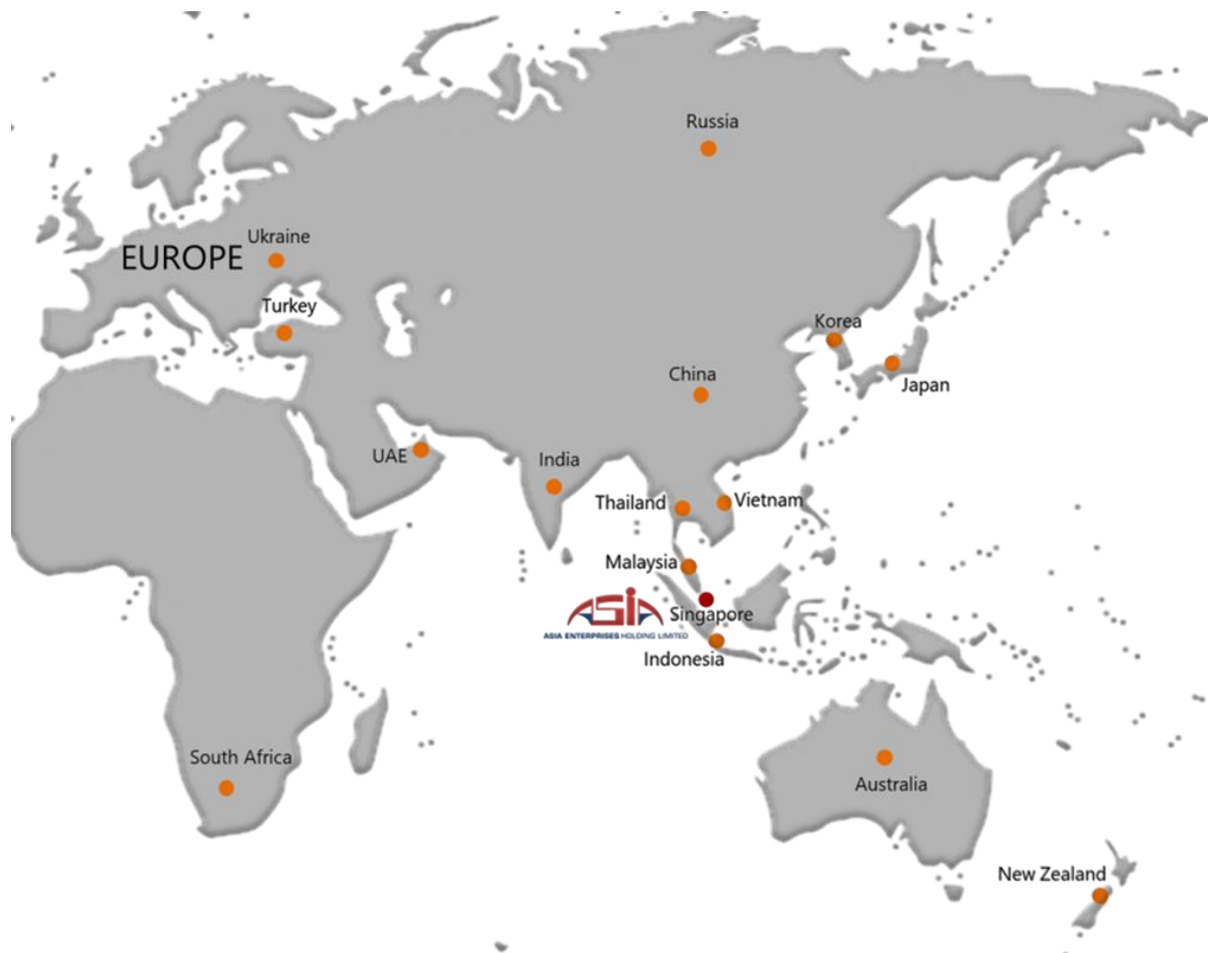 Russia
Ukraine
EUROPE
Turkey
Korea
China
Japan
UAE
India
Thailand
Vietnam
Malaysia
ASiA
ASIA ENTERPRISES HOLDING LIMITED
Singapore
Indonesia
South Africa
Australia
New Zealand